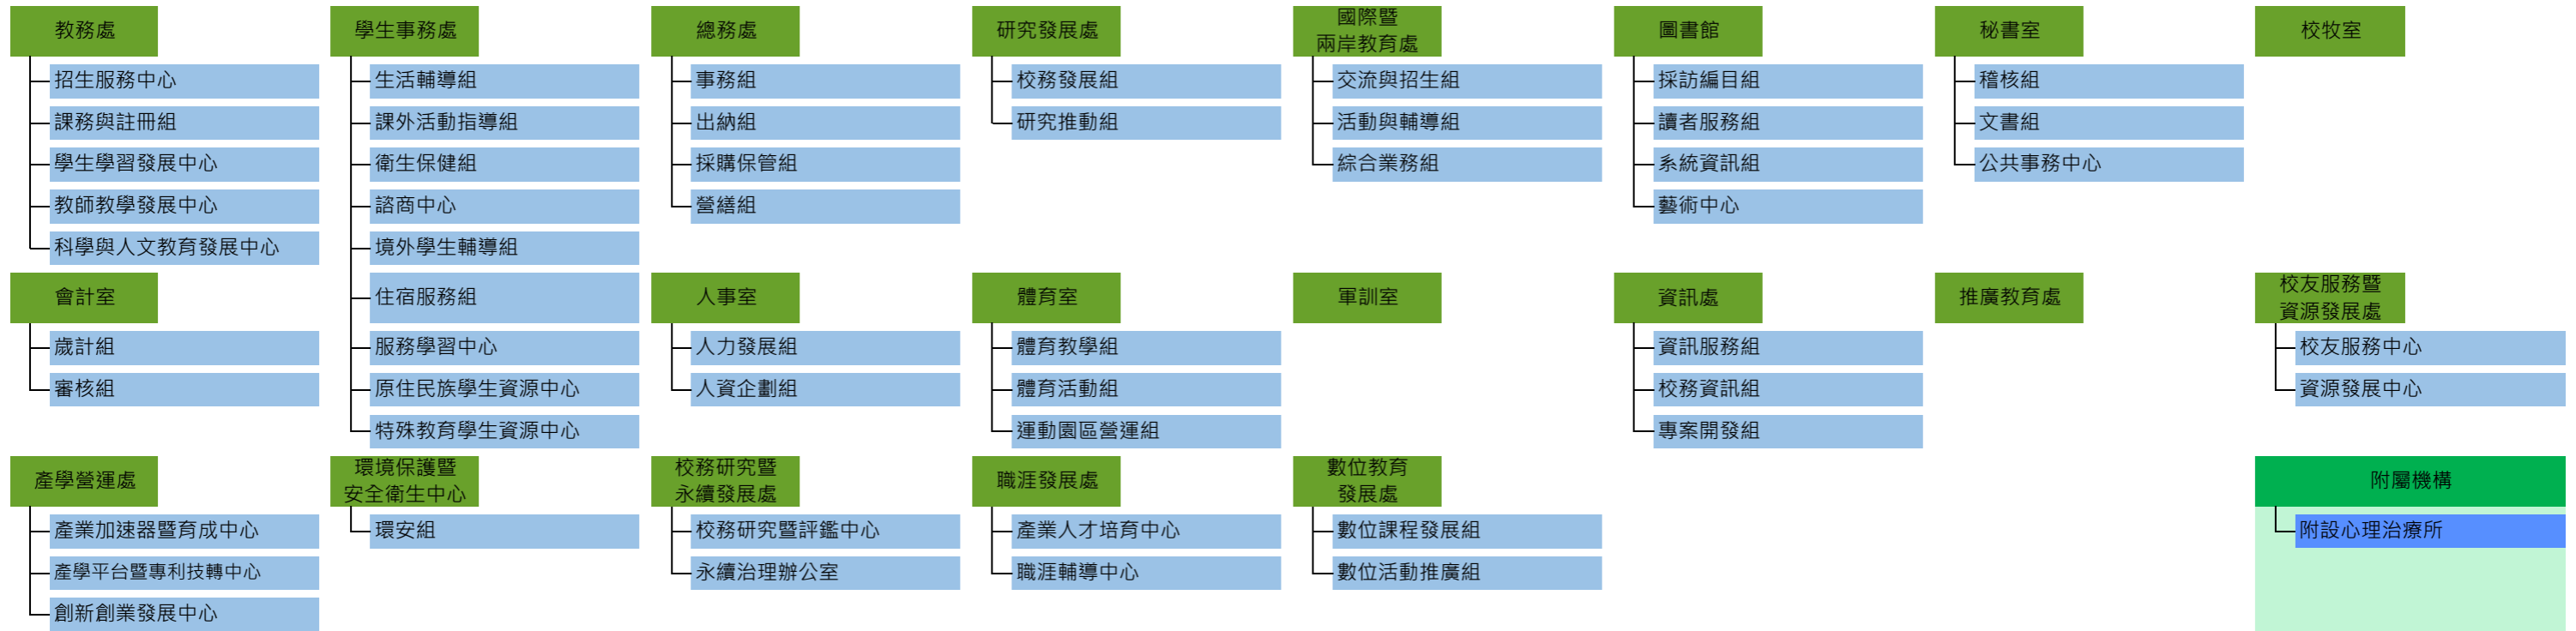 教務處
招生服務中心
課務與註冊組
學生學習發展中心
教師教學發展中心
科學與人文教育發展中心
學生事務處
生活輔導組
課外活動指導組
衛生保健組
諮商中心
境外學生輔導組
住宿服務組
服務學習中心
原住民族學生資源中心
特殊教育學生資源中心
總務處
事務組
出納組
採購保管組
營繕組
研究發展處
校務發展組
研究推動組
國際暨
兩岸教育處
交流與招生組
活動與輔導組
綜合業務組
圖書館
採訪編目組
讀者服務組
系統資訊組
藝術中心
秘書室
稽核組
文書組
公共事務中心
校牧室
會計室
歲計組
審核組
人事室
人力發展組
人資企劃組
體育室
體育教學組
體育活動組
運動園區營運組
軍訓室
資訊處
資訊服務組
校務資訊組
專案開發組
推廣教育處
校友服務暨
資源發展處
校友服務中心
資源發展中心
產學營運處
產業加速器暨育成中心
產學平台暨專利技轉中心
創新創業發展中心
環境保護暨
安全衛生中心
環安組
校務研究暨
永續發展處
校務研究暨評鑑中心
永續治理辦公室
職涯發展處
產業人才培育中心
職涯輔導中心
數位教育
發展處
數位課程發展組
數位活動推廣組
附屬機構
附設心理治療所